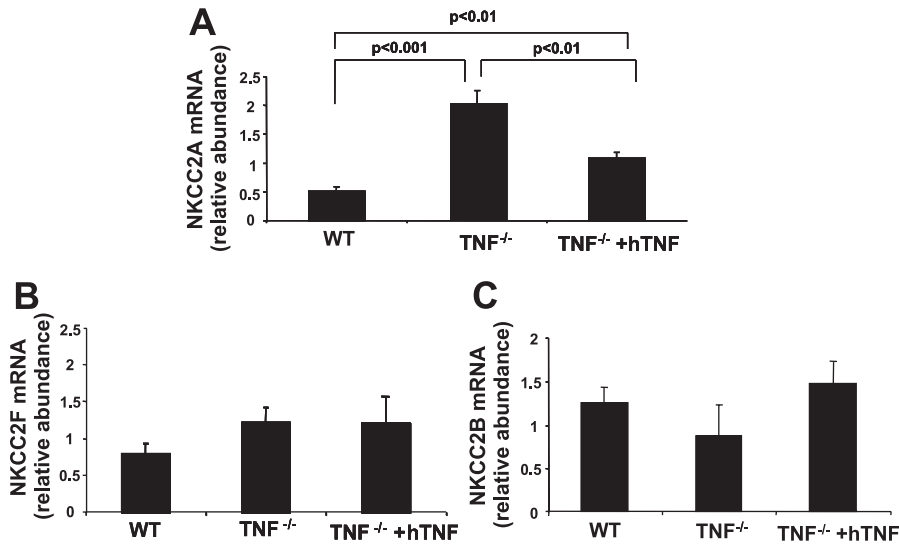 A
p<0.01
p<0.001
p<0.01
NKCC2A mRNA
(relative abundance)
2.5
2
1.5
1
0.5
0
WT
TNF-/-
TNF-/- +hTNF
B
NKCC2F mRNA
(relative abundance)
2.5
2
1.5
1
0.5
0
WT
TNF-/-
TNF-/- +hTNF
C
NKCC2B mRNA
(relative abundance)
2
1.5
1
0.5
0
WT
TNF-/-
TNF-/- +hTNF